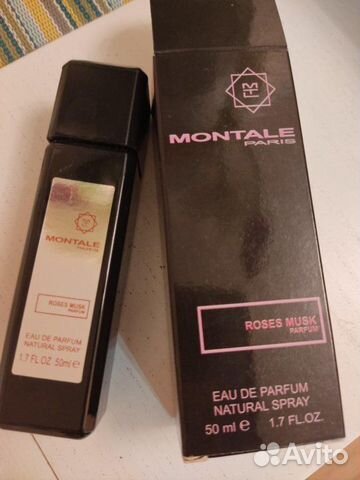 MONTALE
PARIS
ROSES MUSK
PARFUM
EAU DE PARFUM
NATURAL SPRAY
1.7 FL.OZ. 50ml e
MONTALE
PARIS
ROSES MUSK
PARFUM
EAU DE PARFUM
NATURAL SPRAY
50 ml e 1.7 FL.OZ.
Avito